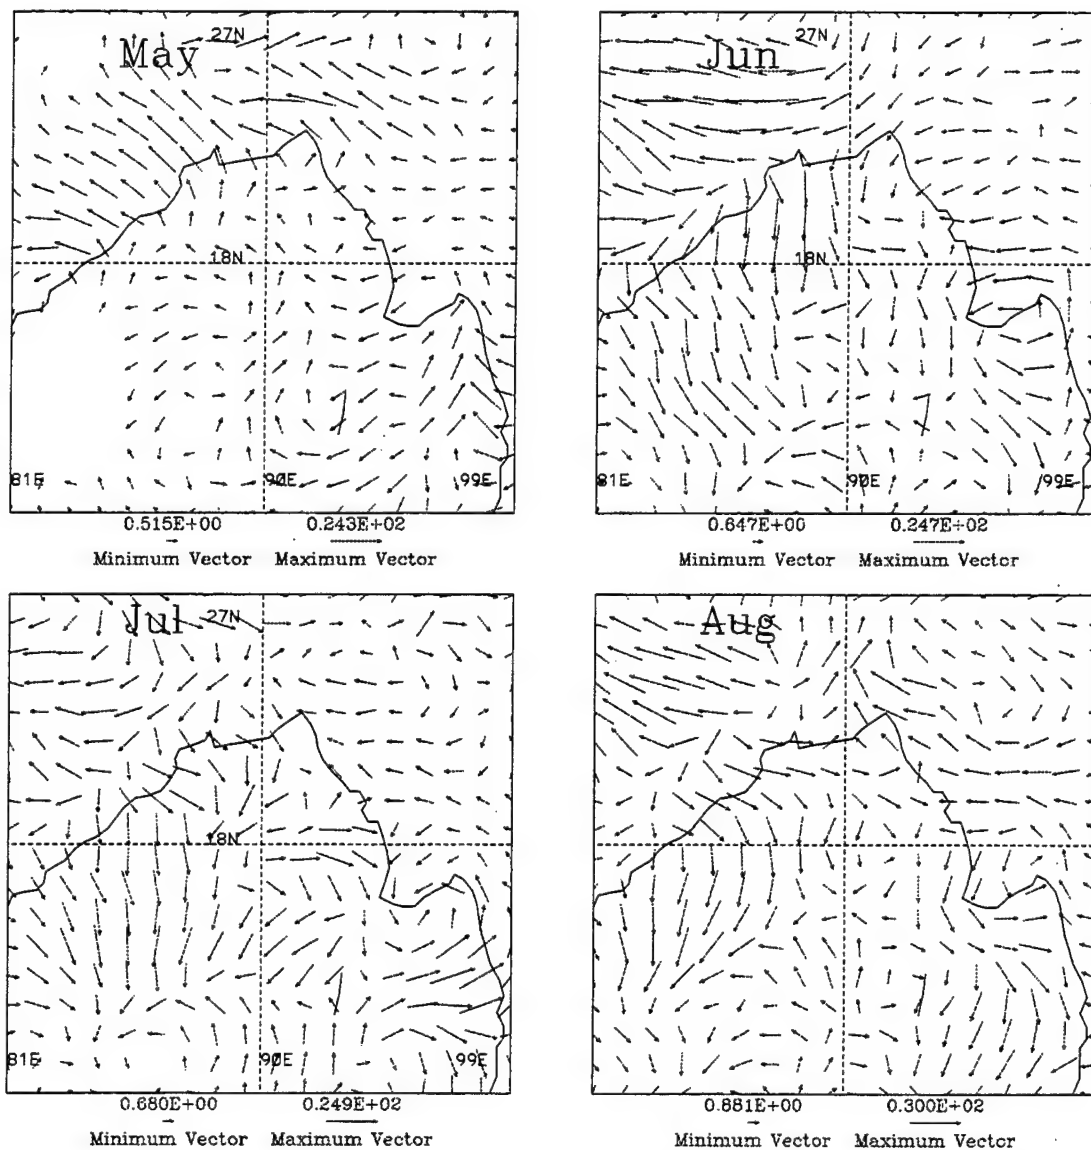 27N
May
18N
81E 90E 99E
0.515E+00 0.243E+02
Minimum Vector Maximum Vector
27N
Jun
18N
81E 90E 99E
0.647E+00 0.247E+02
Minimum Vector Maximum Vector
27N
Jul
18N
81E 90E 99E
0.680E+00 0.249E+02
Minimum Vector Maximum Vector
Aug
0.881E+00 0.300E+02
Minimum Vector Maximum Vector